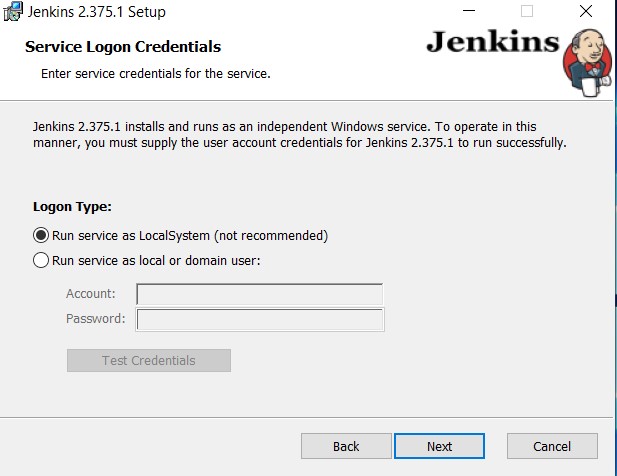 Jenkins 2.375.1 Setup
Service Logon Credentials
Jenkins
Enter service credentials for the service.
Jenkins 2.375.1 installs and runs as an independent Windows service. To operate in this
manner, you must supply the user account credentials for Jenkins 2.375.1 to run successfully.
Logon Type:
Run service as LocalSystem (not recommended)
Run service as local or domain user:
Account:
Password:
Test Credentials
Back
Next
Cancel